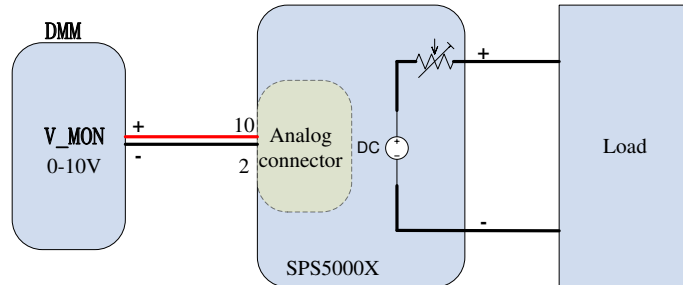 DMM
V_MON
0-10V
+
-
10
2
Analog
connector
DC
+
-
SPS5000X
+
-
Load